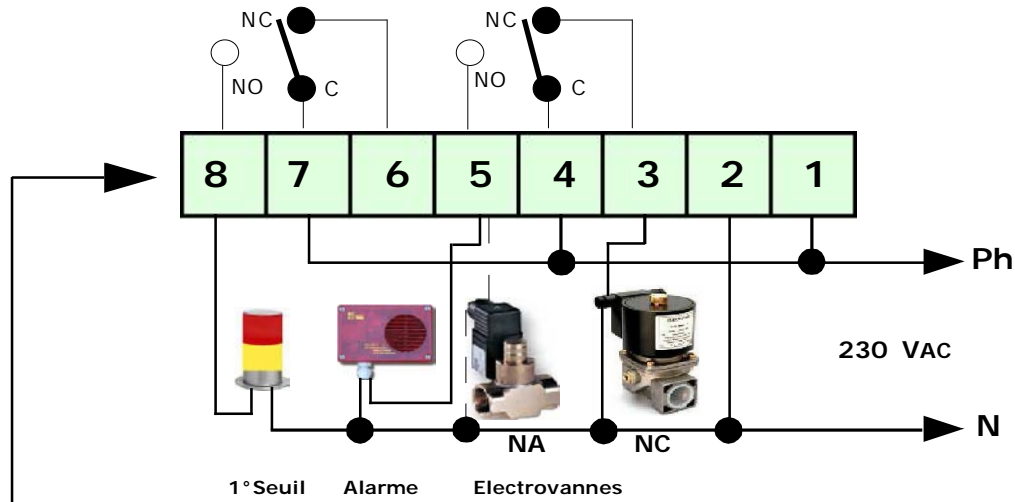 NC NC
NO C NO C
8 7 6 5 4 3 2 1
Ph
230 VAC
NA NC N
1°Seuil Alarme Electrovannes